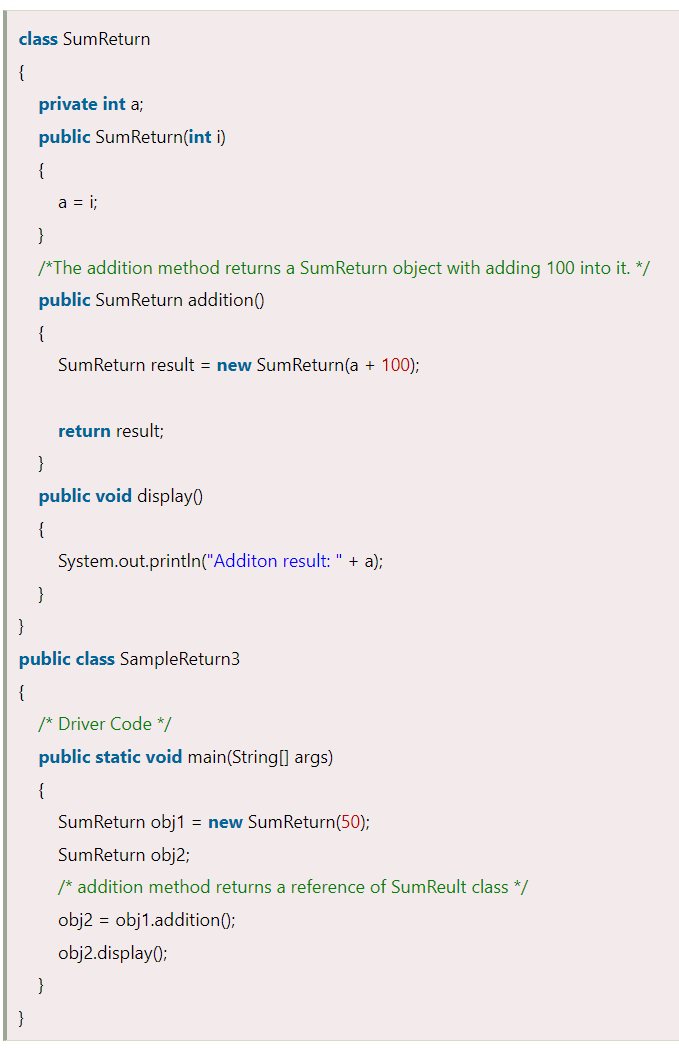 class SumReturn
{
private int a;
public SumReturn(int i)
{
a = i;
}
/*The addition method returns a SumReturn object with adding 100 into it. */
public SumReturn addition()
{
SumReturn result = new SumReturn(a + 100);
return result;
}
public void display()
{
System.out.println("Additon result: " + a);
}
}
public class SampleReturn3
{
/* Driver Code */
public static void main(String[] args)
{
SumReturn obj1 = new SumReturn(50);
SumReturn obj2;
/* addition method returns a reference of SumReult class */
obj2 = obj1.addition();
obj2.display();
}
}